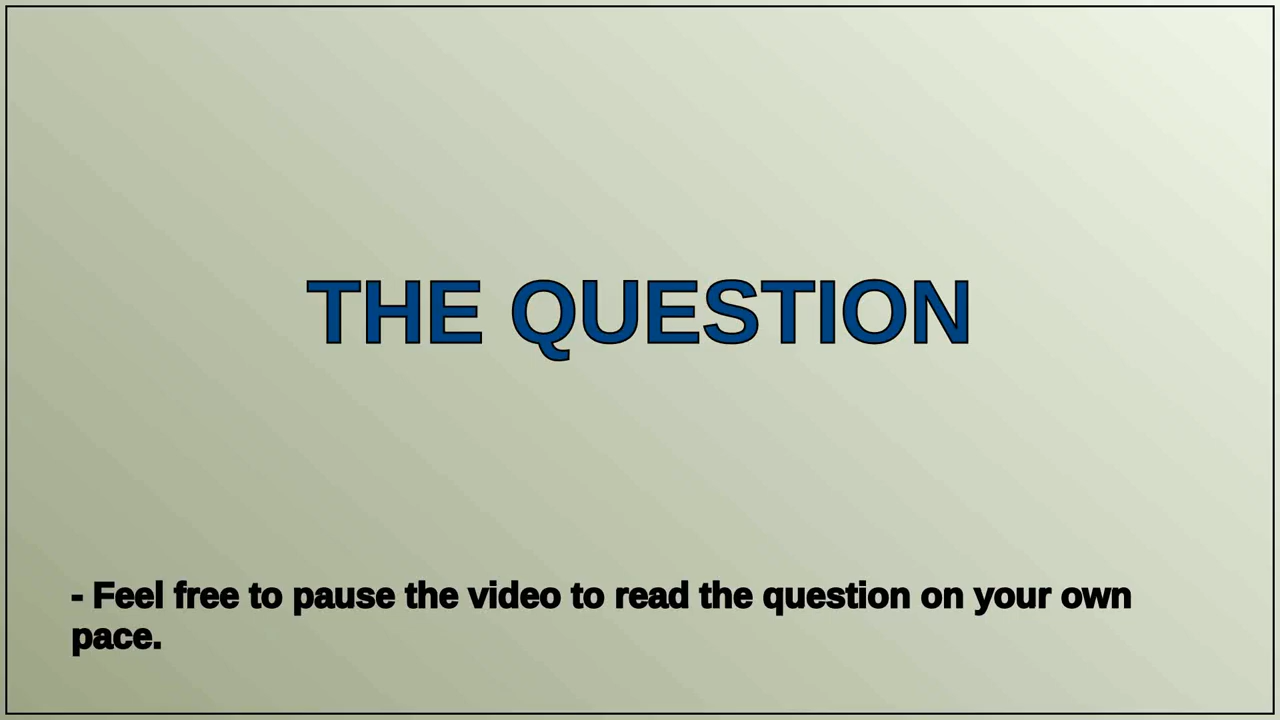 THE QUESTION
- Feel free to pause the video to read the question on your own
pace.